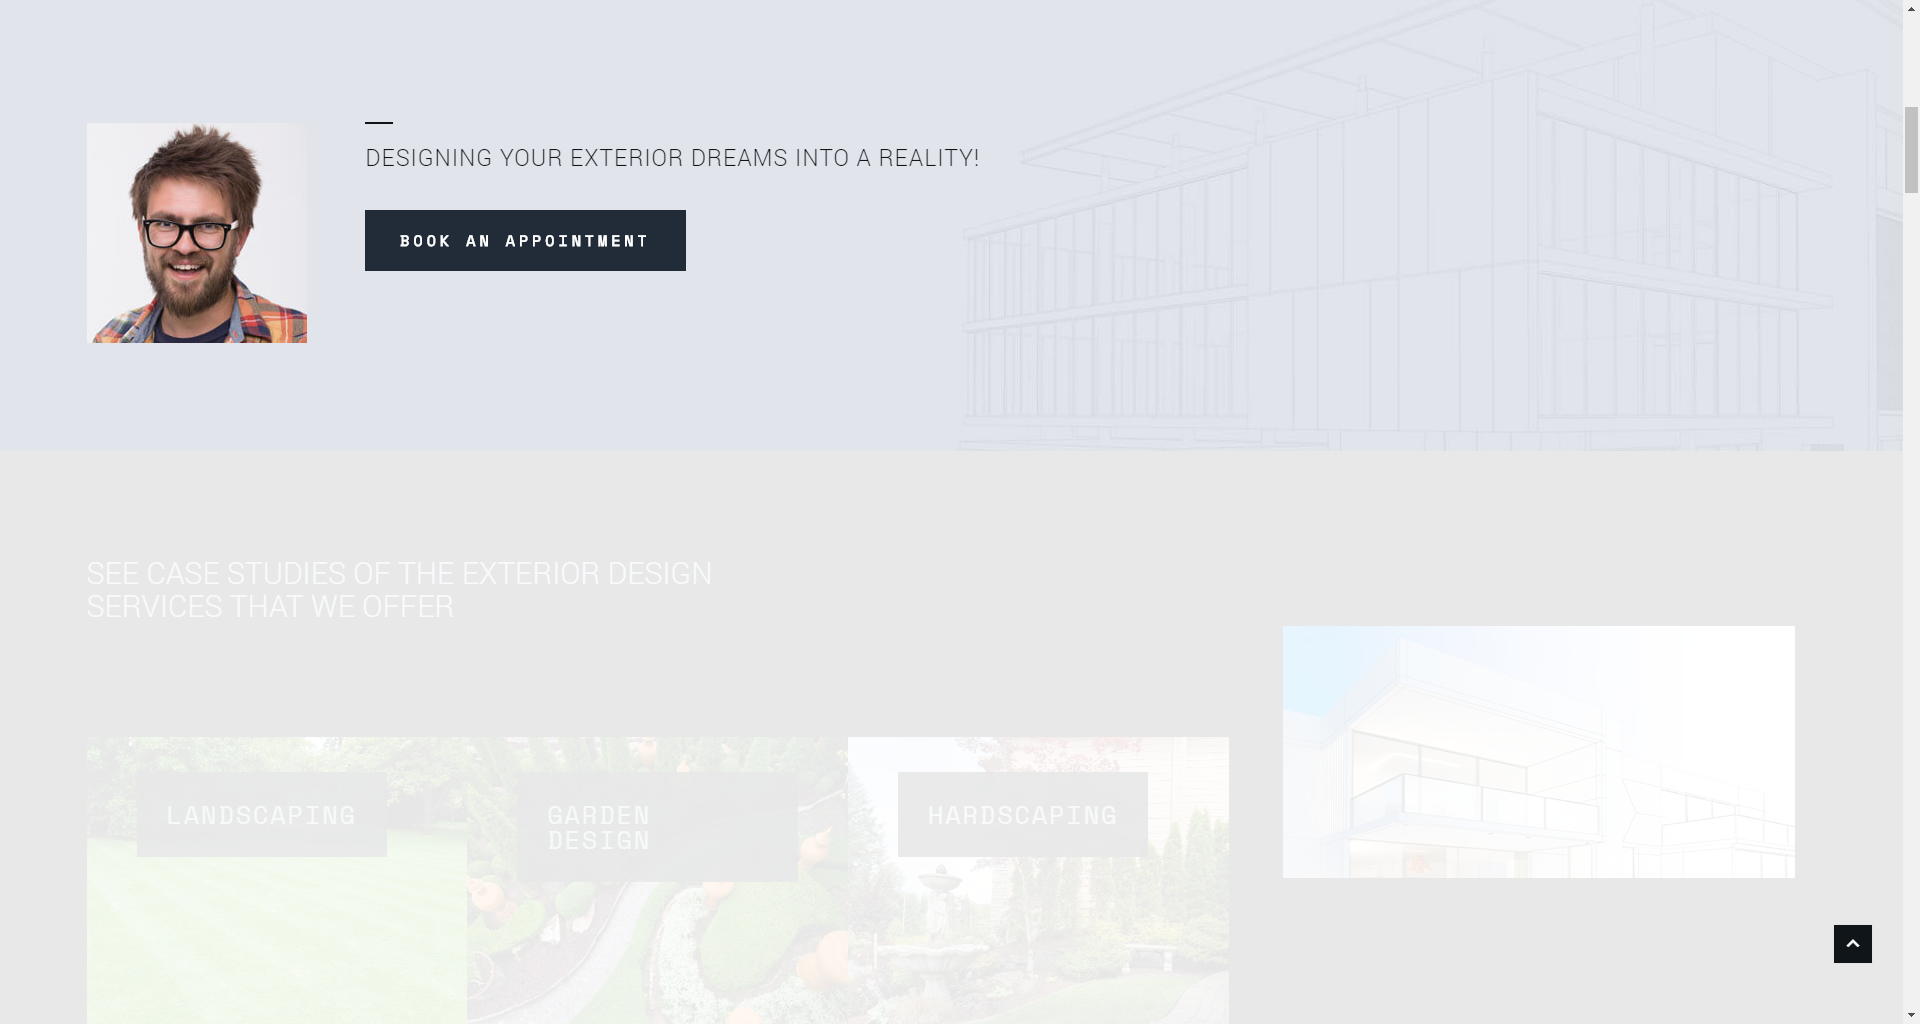 DESIGNING YOUR EXTERIOR DREAMS INTO A REALITY!
BOOK AN APPOINTMENT
SEE CASE STUDIES OF THE EXTERIOR DESIGN
SERVICES THAT WE OFFER
LANDSCAPING
GARDEN
DESIGN
HARDSCAPING